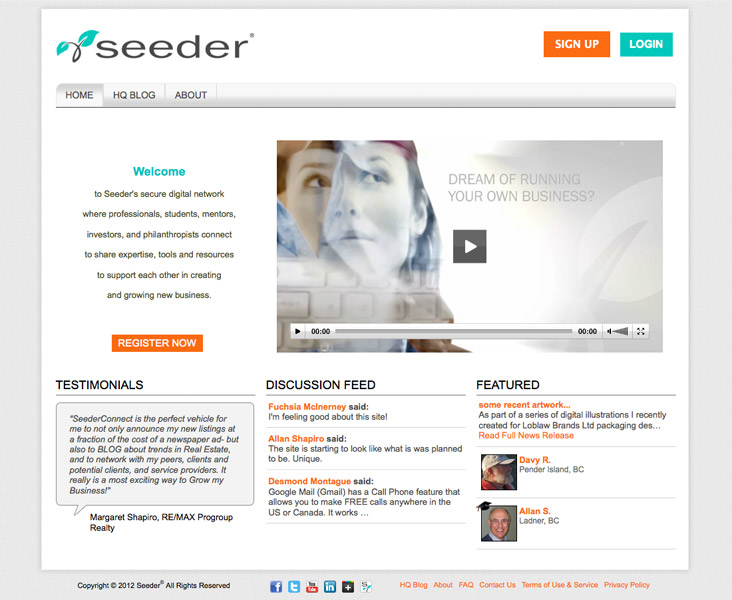 seeder®
SIGN UP
LOGIN
HOME
HQ BLOG
ABOUT
Welcome
to Seeder's secure digital network
where professionals, students, mentors,
investors, and philanthropists connect
to share expertise, tools and resources
to support each other in creating
and growing new business.
REGISTER NOW
DREAM OF RUNNING
YOUR OWN BUSINESS?
00:00
00:00
TESTIMONIALS
"SeederConnect is the perfect vehicle for
me to not only announce my new listings at
a fraction of the cost of a newspaper ad- but
also to BLOG about trends in Real Estate,
and to network with my peers, clients and
potential clients, and service providers. It
really is a most exciting way to Grow my
Business!"
Margaret Shapiro, RE/MAX Progroup
Realty
DISCUSSION FEED
Fuchsia McInerney said:
I'm feeling good about this site!
Allan Shapiro said:
The site is starting to look like what is was planned
to be. Unique.
Desmond Montague said:
Google Mail (Gmail) has a Call Phone feature that
allows you to make FREE calls anywhere in the
US or Canada. It works ...
FEATURED
some recent artwork...
As part of a series of digital illustrations I recently
created for Loblaw Brands Ltd packaging des...
Read Full News Release
Davy R.
Pender Island, BC
Allan S.
Ladner, BC
Copyright © 2012 Seeder® All Rights Reserved
You Tube
HQ Blog About FAQ Contact Us Terms of Use & Service Privacy Policy